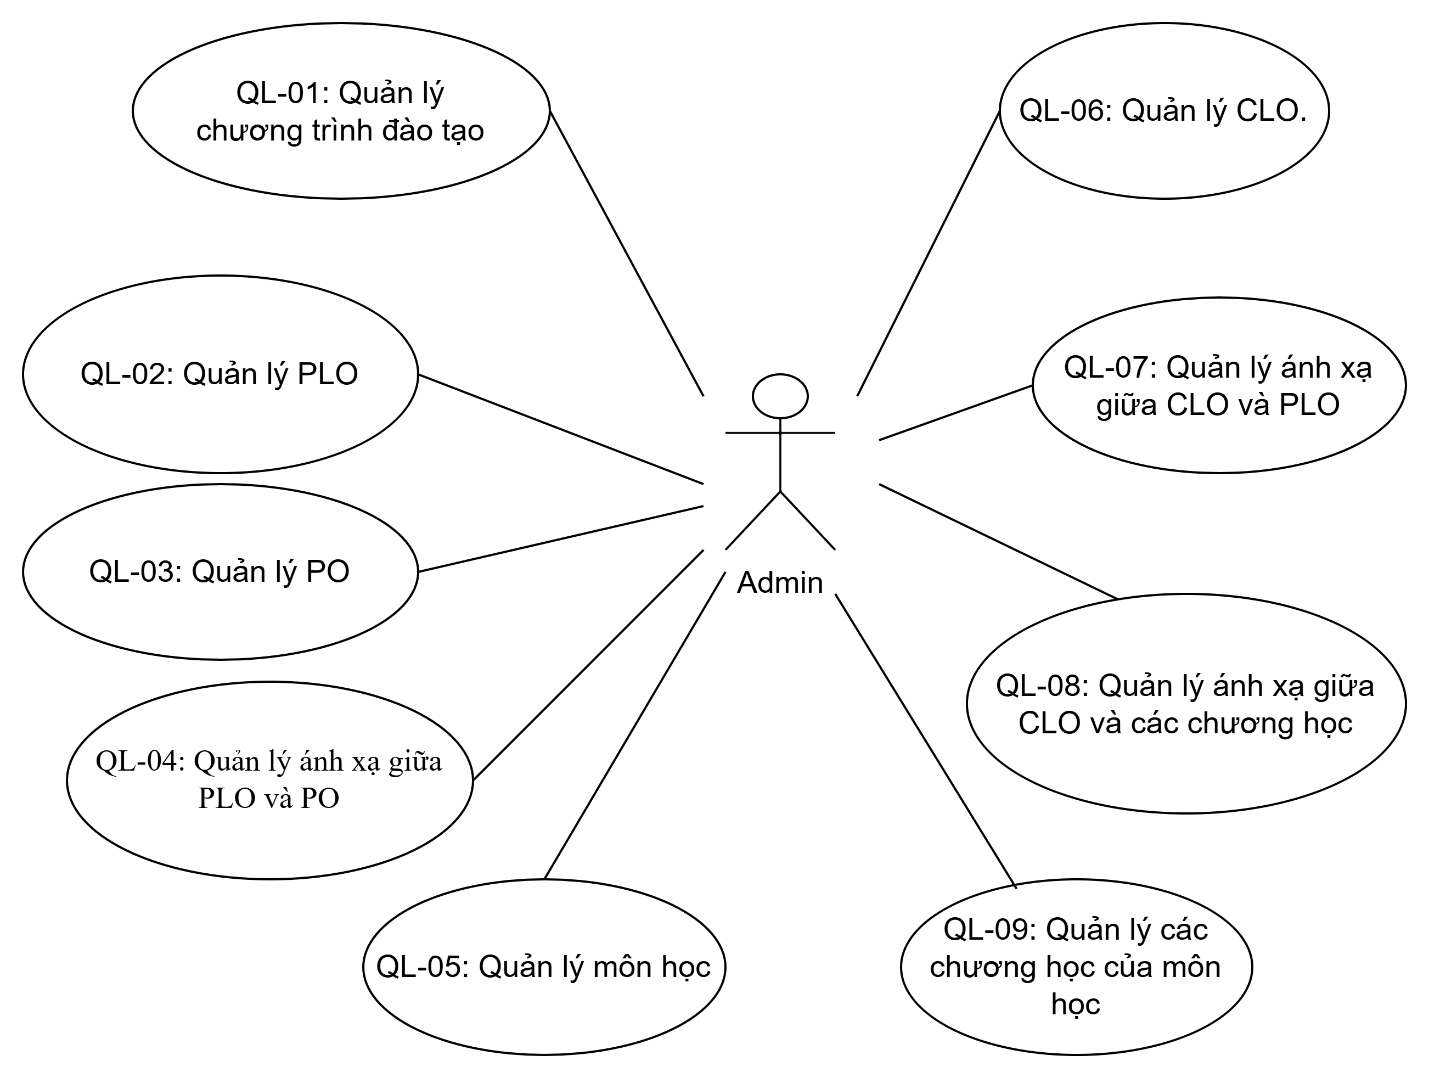 QL-01: Quản lý
chương trình đào tạo
QL-02: Quản lý PLO
QL-03: Quản lý PO
QL-04: Quản lý ánh xạ giữa
PLO và PO
QL-05: Quản lý môn học
Admin
QL-06: Quản lý CLO.
QL-07: Quản lý ánh xạ
giữa CLO và PLO
QL-08: Quản lý ánh xạ giữa
CLO và các chương học
QL-09: Quản lý các
chương học của môn
học